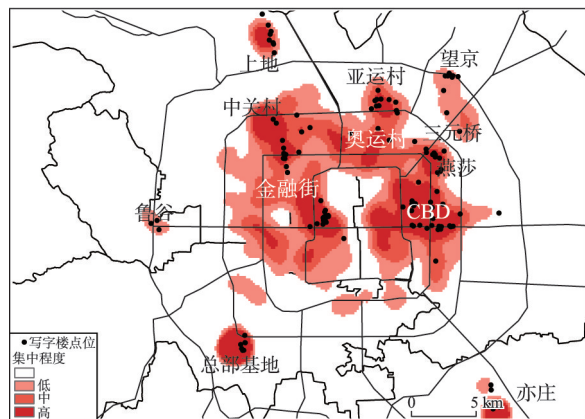 上地
亚运村
望京
中关村
三元桥
奥运村
燕莎
金融街
鲁谷
CBD
总部基地
亦庄
写字楼点位
集中程度
低
中
高
0 5 km